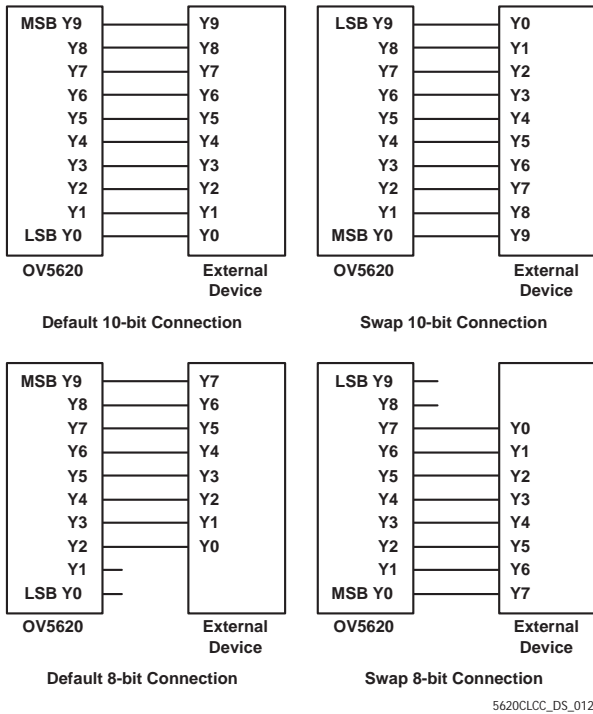 MSB Y9 Y9
Y8 Y8
Y7 Y7
Y6 Y6
Y5 Y5
Y4 Y4
Y3 Y3
Y2 Y2
Y1 Y1
LSB Y0 Y0
OV5620 External
Device
Default 10-bit Connection
LSB Y9 Y0
Y8 Y1
Y7 Y2
Y6 Y3
Y5 Y4
Y4 Y5
Y3 Y6
Y2 Y7
Y1 Y8
MSB Y0 Y9
OV5620 External
Device
Swap 10-bit Connection
MSB Y9 Y7
Y8 Y6
Y7 Y5
Y6 Y4
Y5 Y3
Y4 Y2
Y3 Y1
Y2 Y0
Y1
LSB Y0
OV5620 External
Device
Default 8-bit Connection
LSB Y9
Y8
Y7 Y0
Y6 Y1
Y5 Y2
Y4 Y3
Y3 Y4
Y2 Y5
Y1 Y6
MSB Y0 Y7
OV5620 External
Device
Swap 8-bit Connection
5620CLCC_DS_012